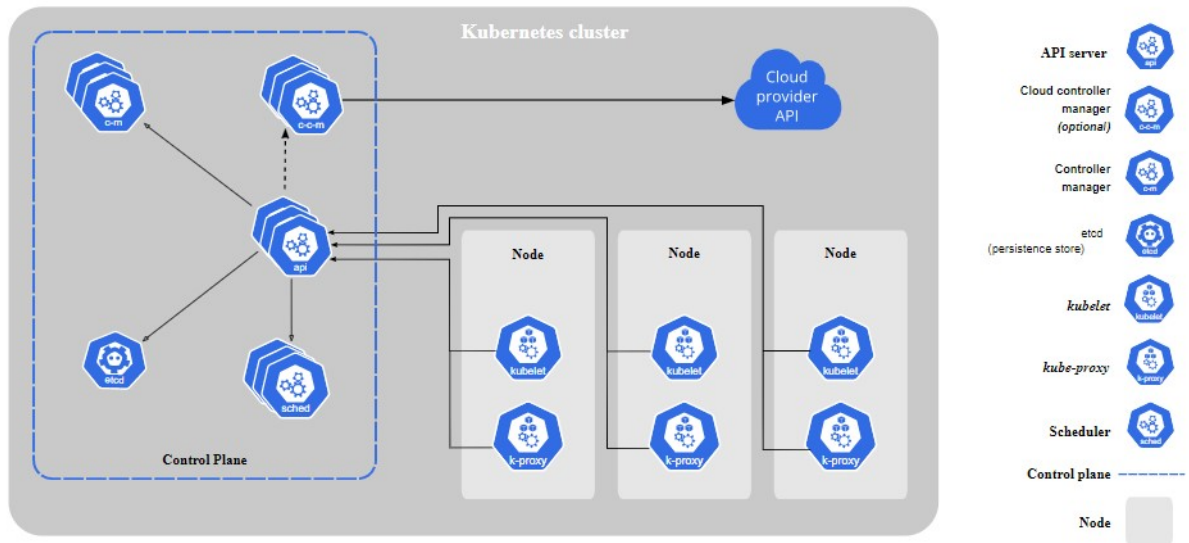 Kubernetes cluster
c-m
c-c-m
Cloud
provider
API
api
etcd
sched
Control Plane
Node
Node
Node
kubelet
kubelet
kubelet
k-proxy
k-proxy
k-proxy
API server
api
Cloud controller
manager
(optional)
c-c-m
Controller
manager
c-m
etcd
(persistence store)
etcd
kubelet
kubelet
kube-proxy
k-proxy
Scheduler
sched
Control plane
Node